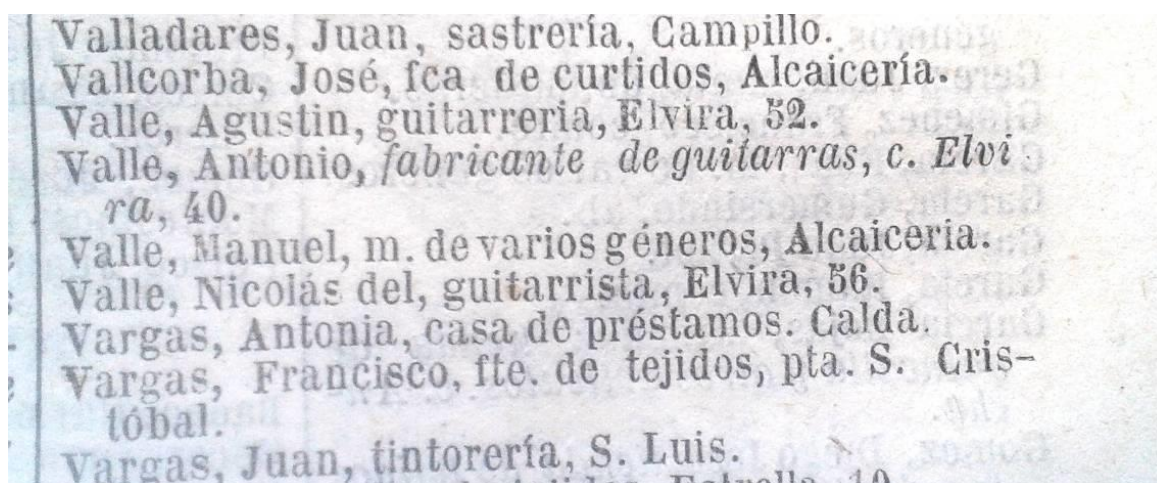 Valladares, Juan, sastrería, Campillo.
Vallcorba, José, fca de curtidos, Alcaicería.
Valle, Agustin, guitarreria, Elvira, 52.
Valle, Antonio, fabricante de guitarras, c. Elvi
ra, 40.
Valle, Manuel, m. de varios géneros, Alcaiceria.
Valle, Nicolás del, guitarrista, Elvira, 56.
Vargas, Antonia, casa de préstamos. Calda.
Vargas, Francisco, fte. de tejidos, pta. S. Cris-
tóbal.
Vargas, Juan, tintorería, S. Luis.